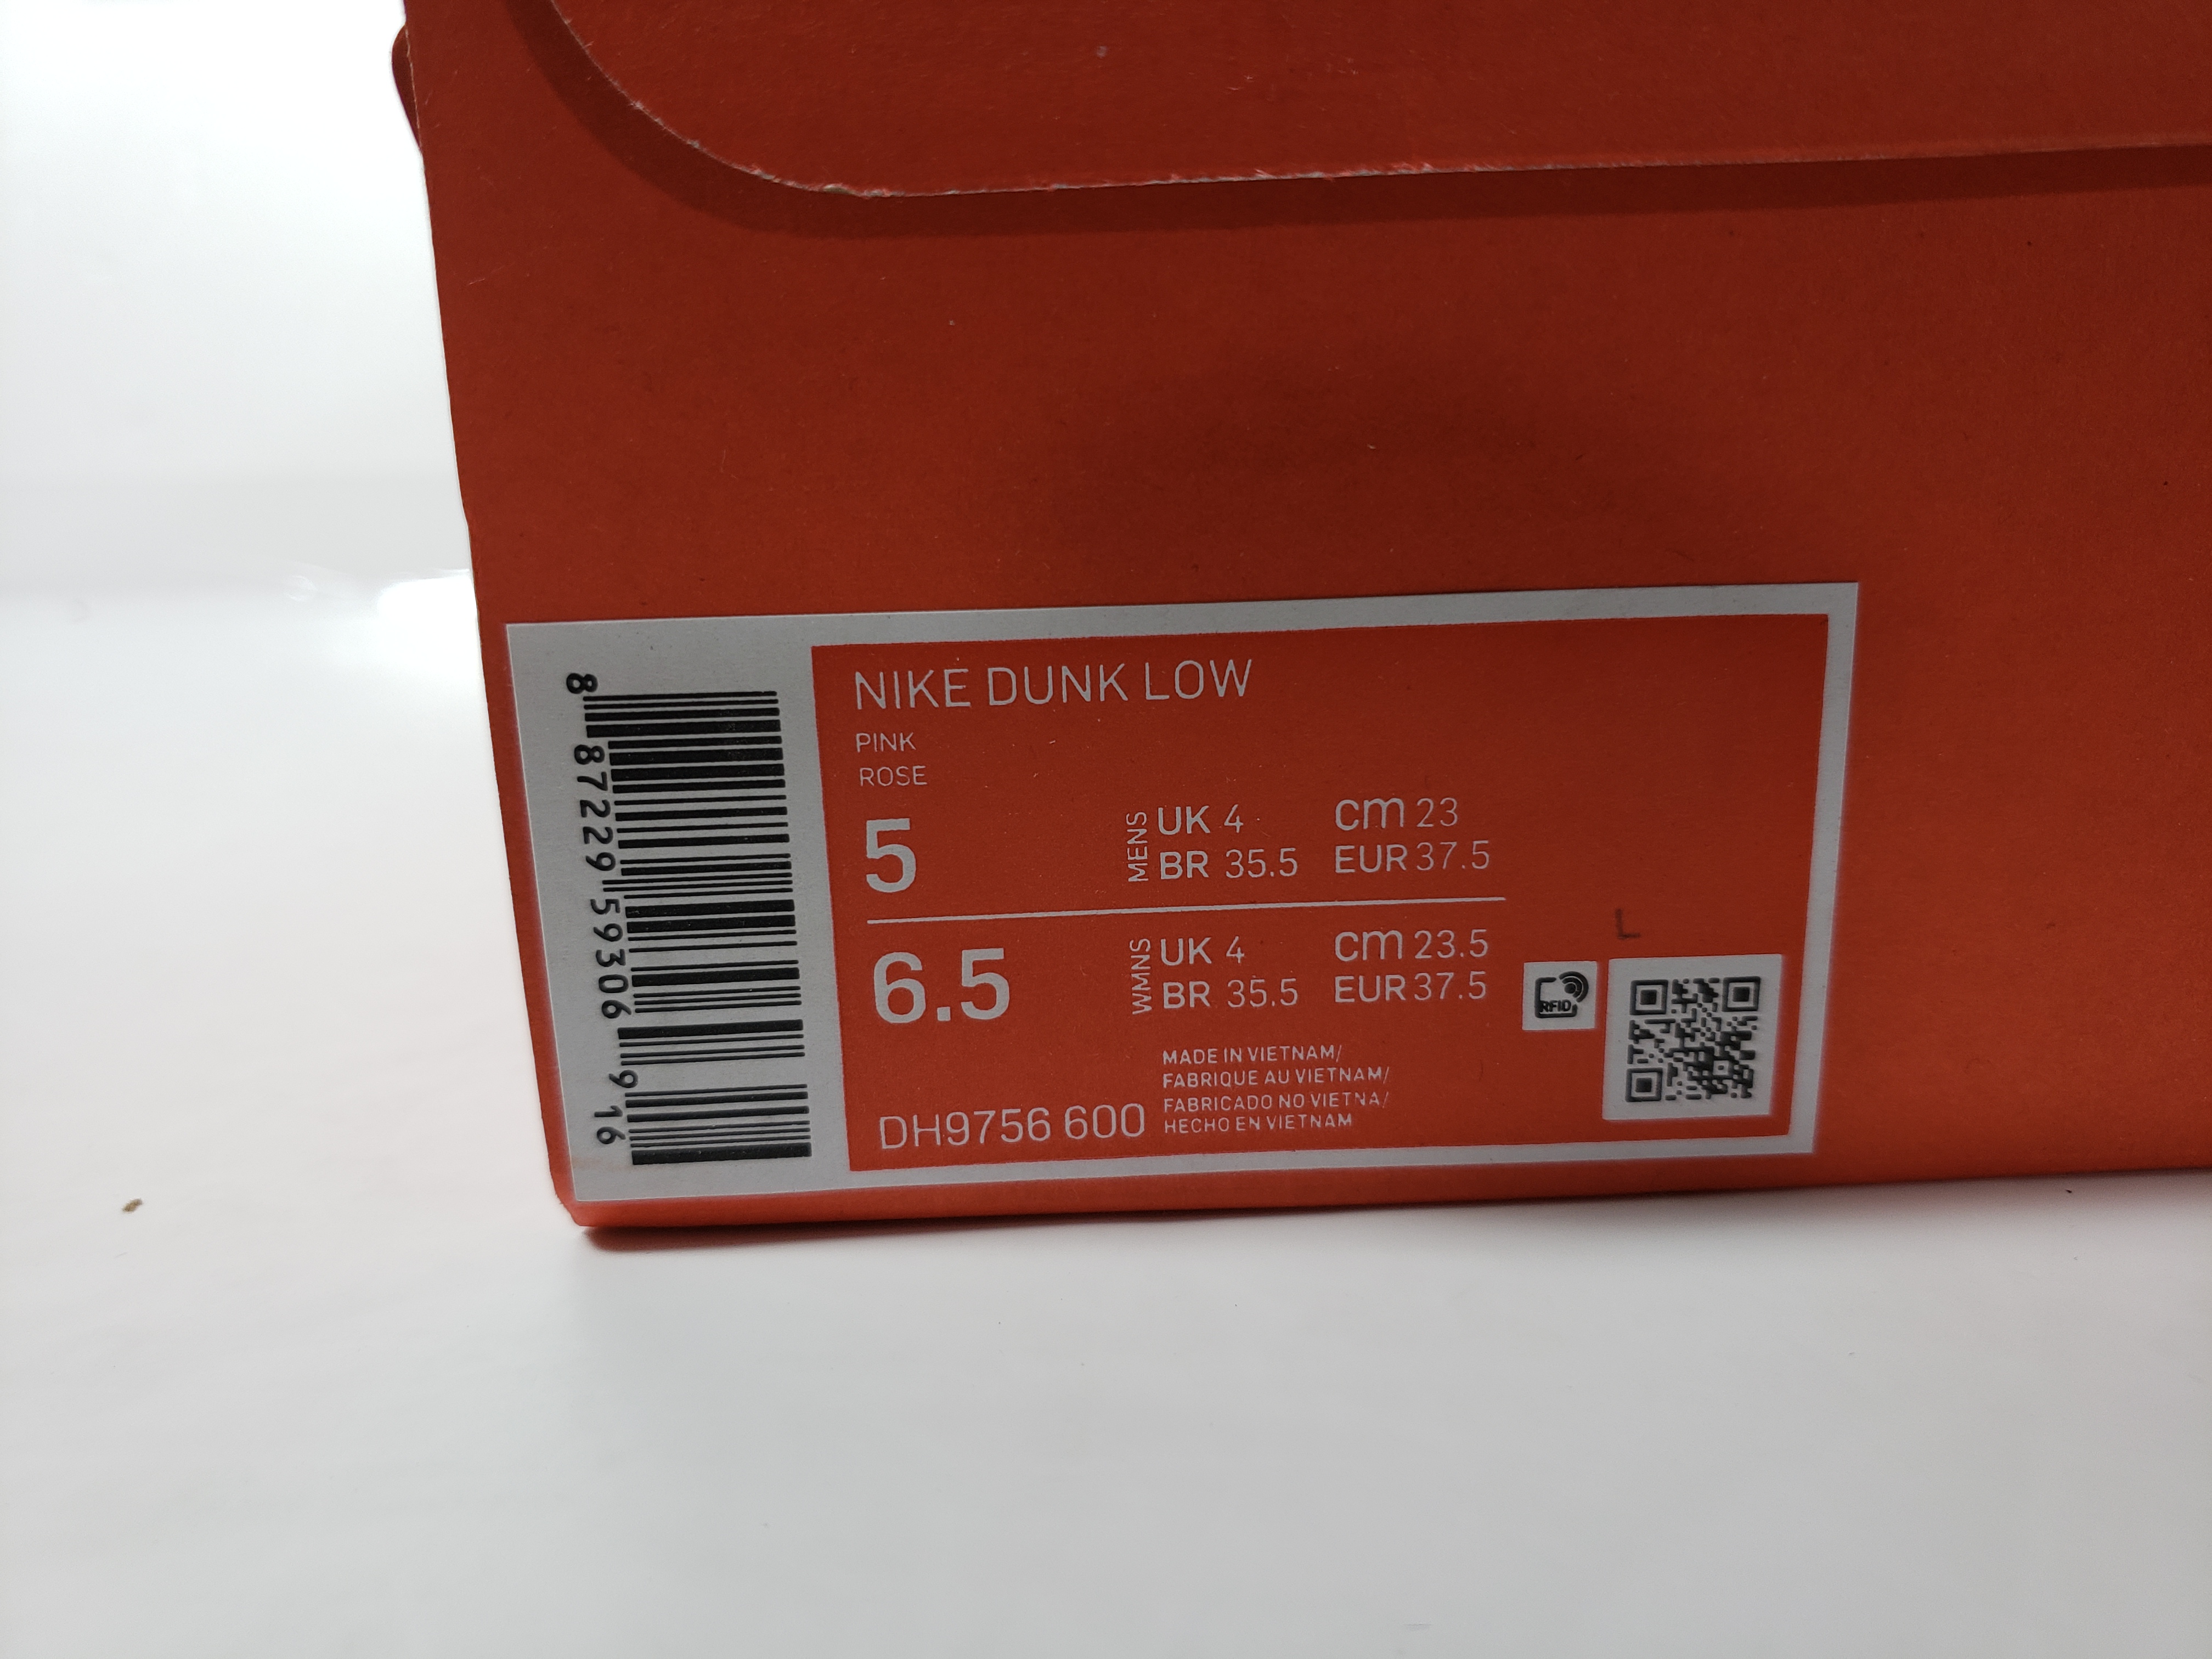 NIKE DUNK LOW
PINK
ROSE
5
MENS
UK 4 cm 23
BR 35.5 EUR 37.5
6.5
WMNS
UK 4 cm 23.5
BR 35.5 EUR 37.5
L
RFID
MADE IN VIETNAM/
FABRIQUE AU VIETNAM/
FABRICADO NO VIETNA/
HECHO EN VIETNAM
DH9756 600
8 87229 59306 9 16